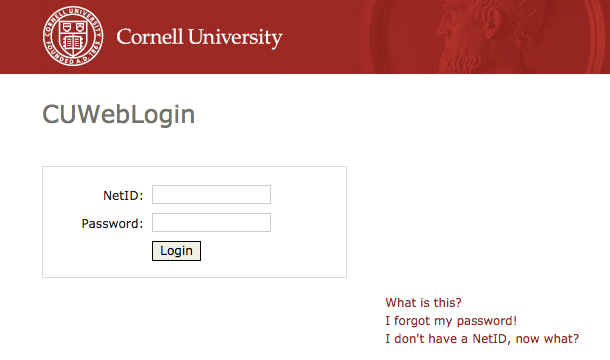 CORNELL UNIVERSITY
FOUNDED A.D. 1865
Cornell University
CUWebLogin
NetID:
Password:
Login
What is this?
I forgot my password!
I don't have a NetID, now what?